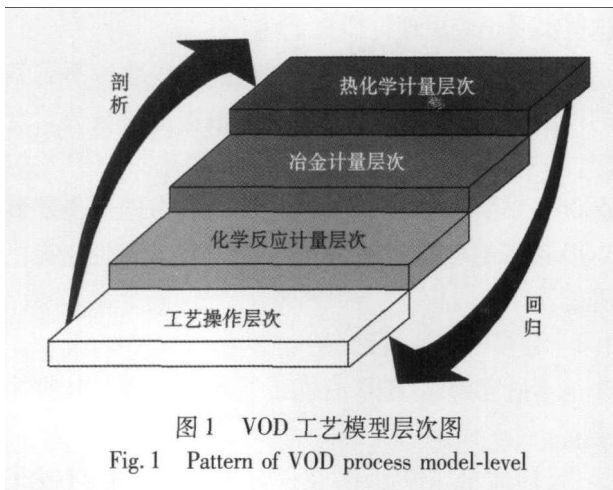 热化学计量层次
剖析
冶金计量层次
化学反应计量层次
工艺操作层次
回归
图1 VOD 工艺模型层次图
Fig. 1 Pattern of VOD process model-level